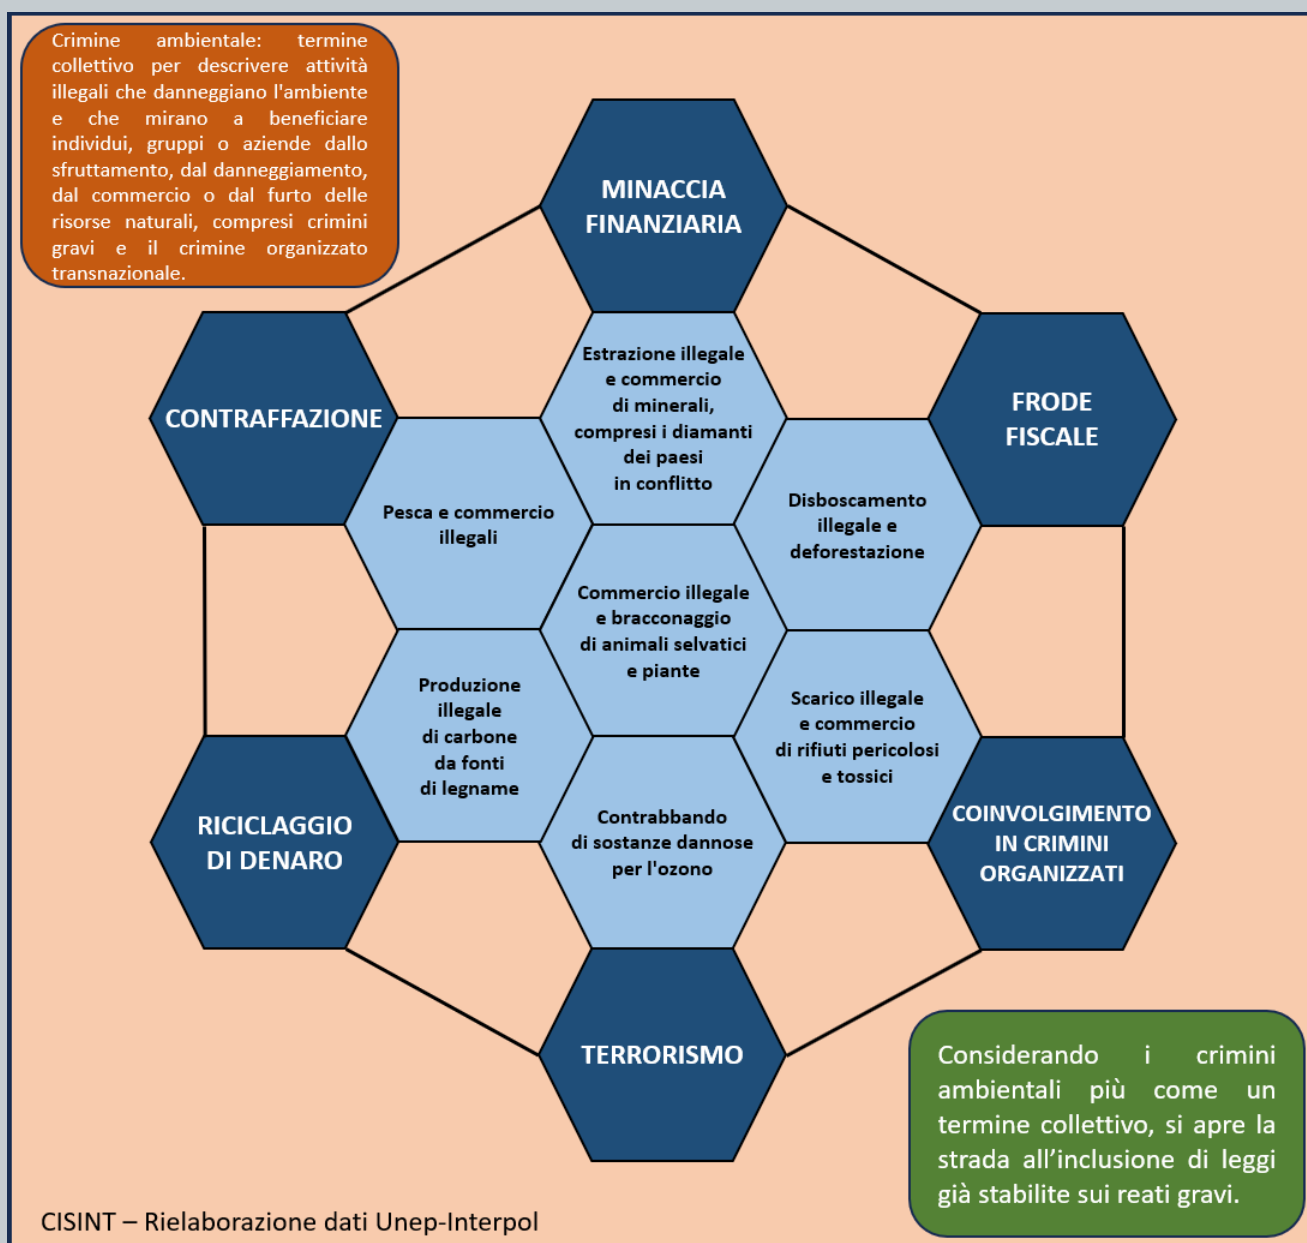 Crimine ambientale: termine
collettivo per descrivere attività
illegali che danneggiano l'ambiente
e che mirano a beneficiare
individui, gruppi o aziende dallo
sfruttamento, dal danneggiamento,
dal commercio o dal furto delle
risorse naturali, compresi crimini
gravi e il crimine organizzato
transnazionale.
MINACCIA
FINANZIARIA
CONTRAFFAZIONE
FRODE
FISCALE
Estrazione illegale
e commercio
di minerali,
compresi i diamanti
dei paesi
in conflitto
Pesca e commercio
illegali
Disboscamento
illegale e
deforestazione
Commercio illegale
e bracconaggio
di animali selvatici
e piante
Produzione
illegale
di carbone
da fonti
di legname
Scarico illegale
e commercio
di rifiuti pericolosi
e tossici
Contrabbando
di sostanze dannose
per l'ozono
RICICLAGGIO
DI DENARO
COINVOLGIMENTO
IN CRIMINI
ORGANIZZATI
TERRORISMO
Considerando i crimini
ambientali più come un
termine collettivo, si apre la
strada all’inclusione di leggi
già stabilite sui reati gravi.
CISINT – Rielaborazione dati Unep-Interpol